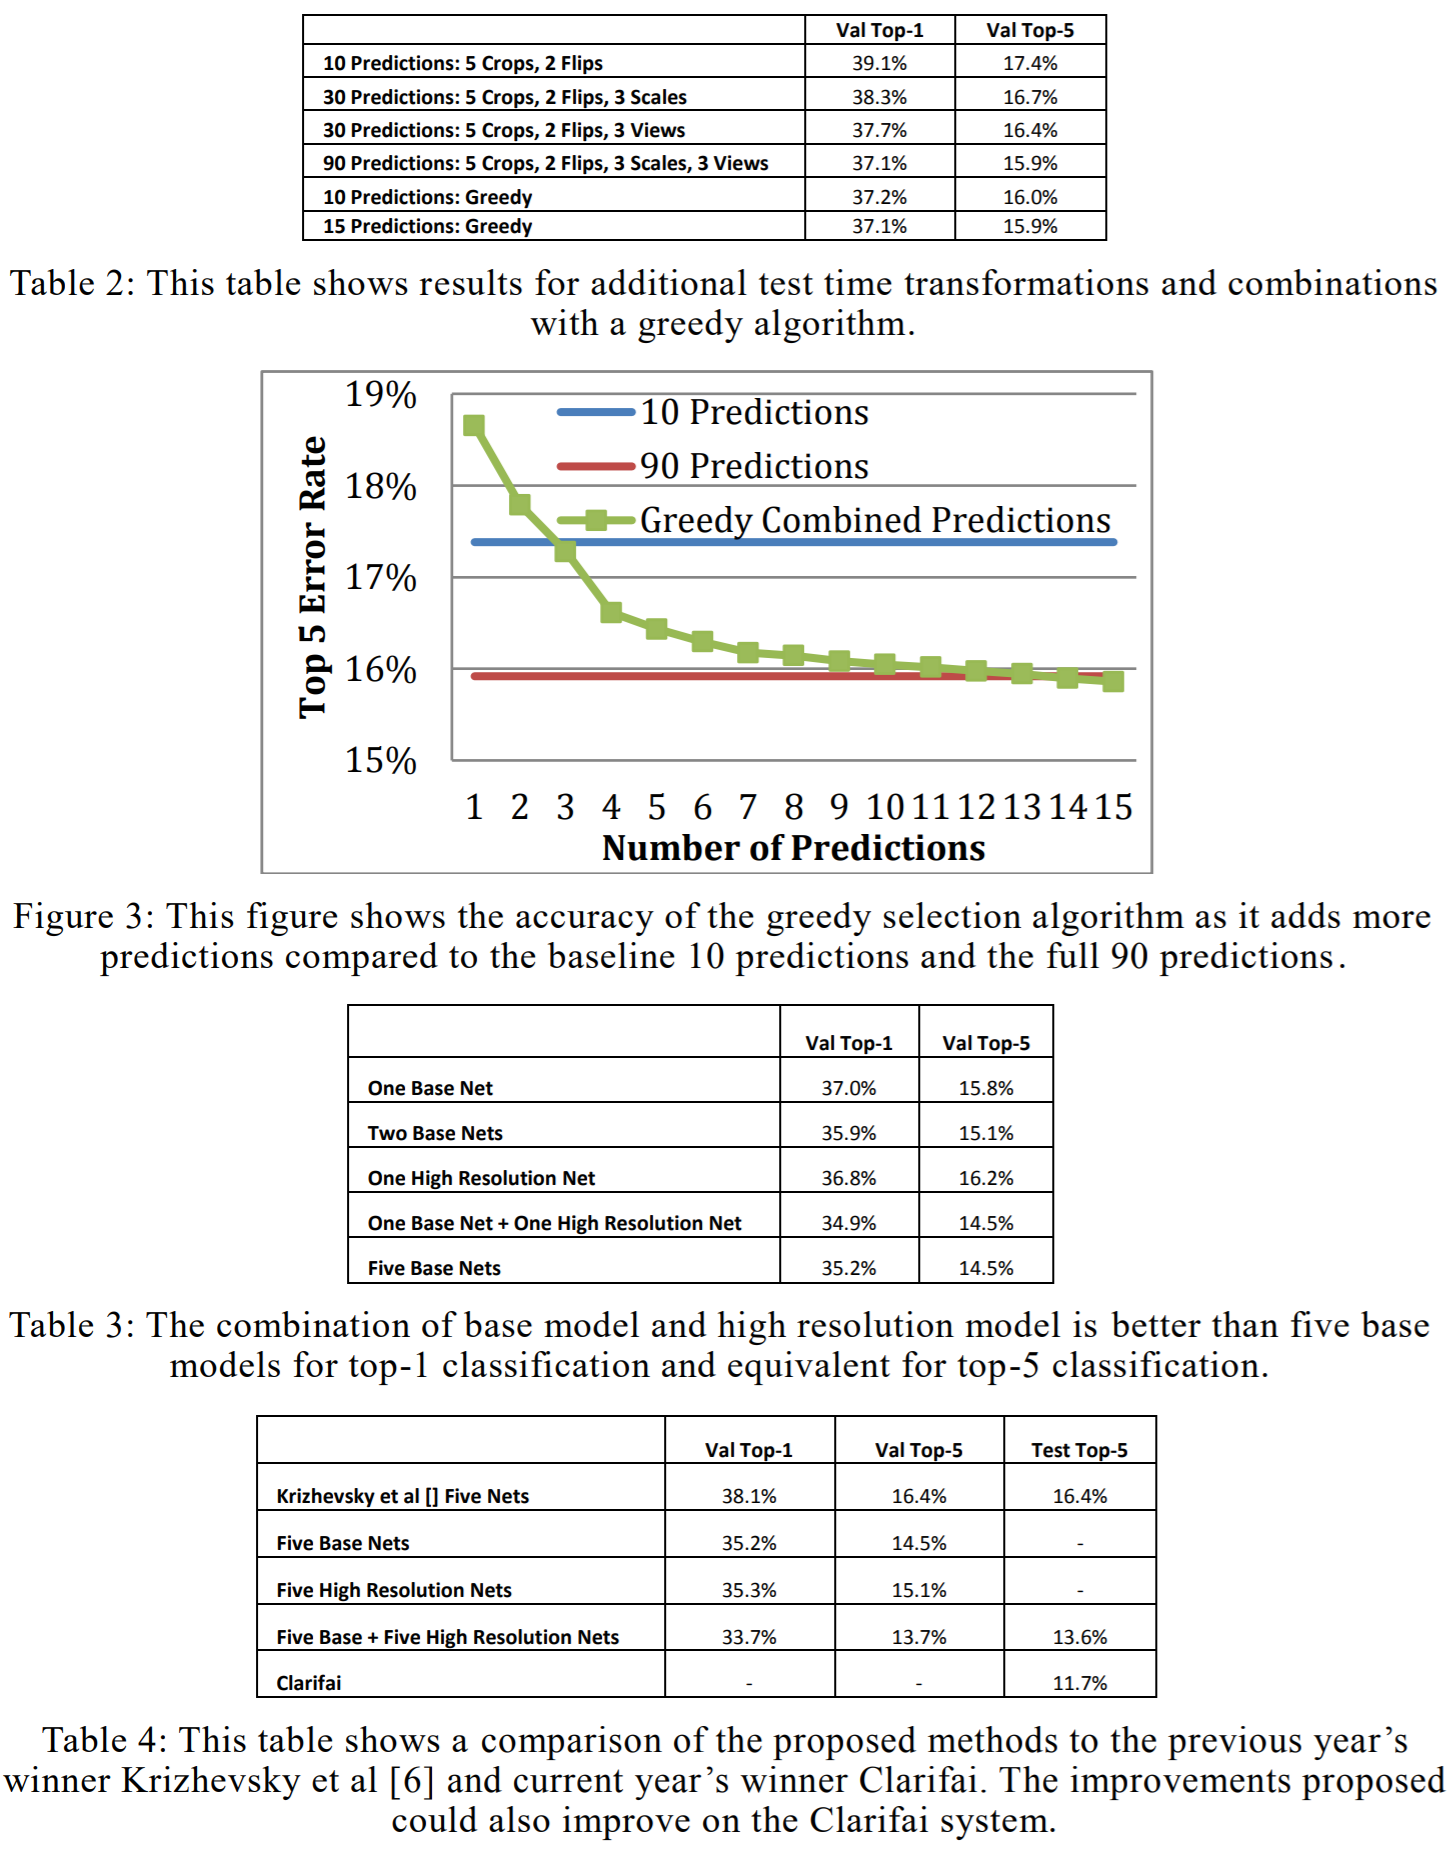 Val Top-1 Val Top-5
10 Predictions: 5 Crops, 2 Flips 39.1% 17.4%
30 Predictions: 5 Crops, 2 Flips, 3 Scales 38.3% 16.7%
30 Predictions: 5 Crops, 2 Flips, 3 Views 37.7% 16.4%
90 Predictions: 5 Crops, 2 Flips, 3 Scales, 3 Views 37.1% 15.9%
10 Predictions: Greedy 37.2% 16.0%
15 Predictions: Greedy 37.1% 15.9%
Table 2: This table shows results for additional test time transformations and combinations
with a greedy algorithm.
Top 5 Error Rate
19%
18%
17%
16%
15%
10 Predictions
90 Predictions
Greedy Combined Predictions
1 2 3 4 5 6 7 8 9 10 11 12 13 14 15
Number of Predictions
Figure 3: This figure shows the accuracy of the greedy selection algorithm as it adds more
predictions compared to the baseline 10 predictions and the full 90 predictions.
Val Top-1 Val Top-5
One Base Net 37.0% 15.8%
Two Base Nets 35.9% 15.1%
One High Resolution Net 36.8% 16.2%
One Base Net + One High Resolution Net 34.9% 14.5%
Five Base Nets 35.2% 14.5%
Table 3: The combination of base model and high resolution model is better than five base
models for top-1 classification and equivalent for top-5 classification.
Val Top-1 Val Top-5 Test Top-5
Krizhevsky et al [] Five Nets 38.1% 16.4% 16.4%
Five Base Nets 35.2% 14.5% -
Five High Resolution Nets 35.3% 15.1% -
Five Base + Five High Resolution Nets 33.7% 13.7% 13.6%
Clarifai - - 11.7%
Table 4: This table shows a comparison of the proposed methods to the previous year’s
winner Krizhevsky et al [6] and current year’s winner Clarifai. The improvements proposed
could also improve on the Clarifai system.